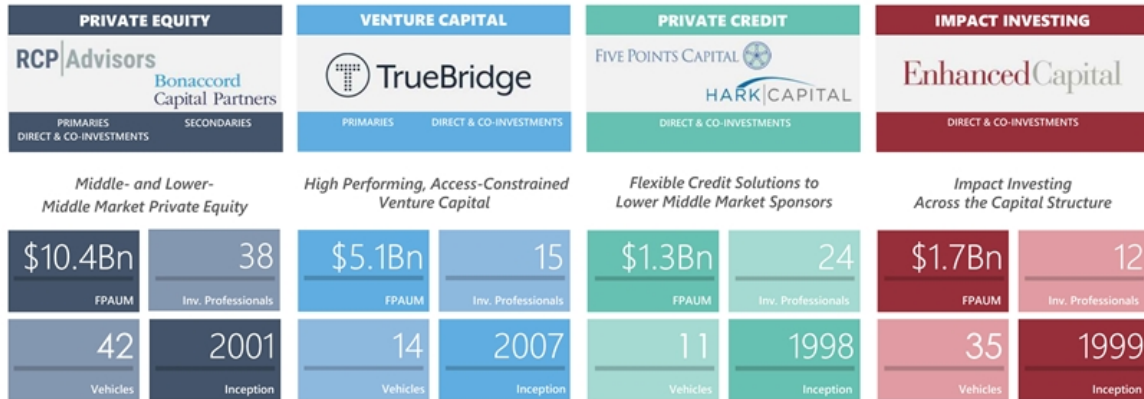 PRIVATE EQUITY
RCP|Advisors
Bonaccord
Capital Partners
PRIMARIES
DIRECT & CO-INVESTMENTS
SECONDARIES
Middle- and Lower-
Middle Market Private Equity
$10.4Bn
FPAUM
38
Inv. Professionals
42
Vehicles
2001
Inception
VENTURE CAPITAL
TrueBridge
PRIMARIES
DIRECT & CO-INVESTMENTS
High Performing, Access-Constrained
Venture Capital
$5.1Bn
FPAUM
15
Inv. Professionals
14
Vehicles
2007
Inception
PRIVATE CREDIT
FIVE POINTS CAPITAL
HARK|CAPITAL
DIRECT & CO-INVESTMENTS
Flexible Credit Solutions to
Lower Middle Market Sponsors
$1.3Bn
FPAUM
24
Inv. Professionals
11
Vehicles
1998
Inception
IMPACT INVESTING
EnhancedCapital
DIRECT & CO-INVESTMENTS
Impact Investing
Across the Capital Structure
$1.7Bn
FPAUM
12
Inv. Professionals
35
Vehicles
1999
Inception